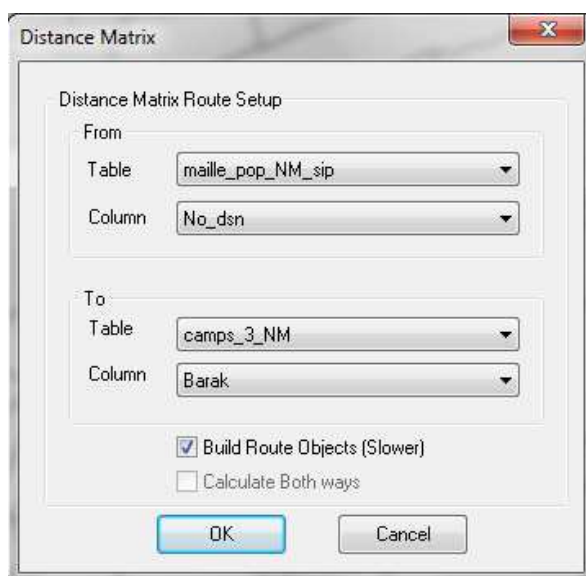 Distance Matrix
Distance Matrix Route Setup
From
Table maille_pop_NM_sip
Column No_dsn
To
Table camps_3_NM
Column Barak
Build Route Objects (Slower)
Calculate Both ways
OK Cancel